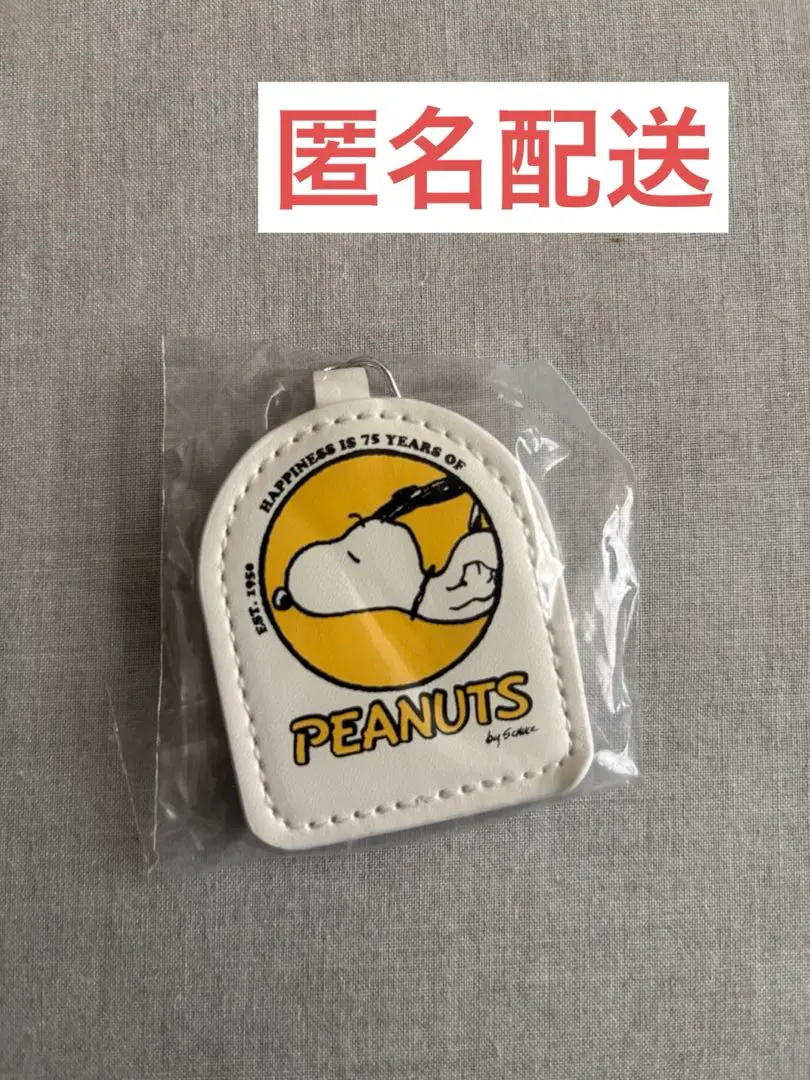 匿名配送
HAPPINESS IS 75 YEARS OF
EST. 1950
PEANUTS
by SCHULZ